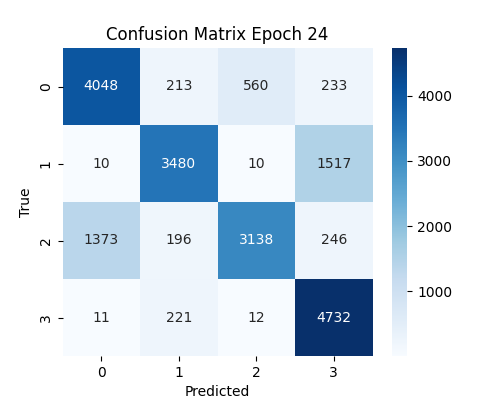 Confusion Matrix Epoch 24
0 4048 213 560 233
1 10 3480 10 1517
2 1373 196 3138 246
3 11 221 12 4732
0 1 2 3
True
Predicted
4000
3000
2000
1000